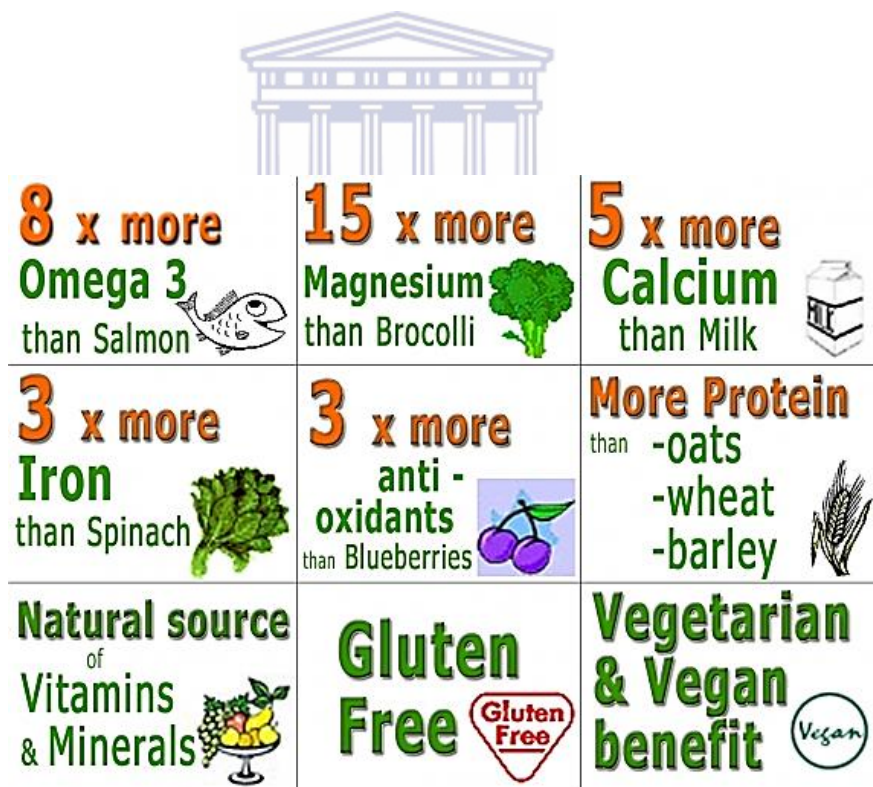 8 x more
Omega 3
than Salmon
15 x more
Magnesium
than Brocolli
5 x more
Calcium
than Milk
MILK
3 x more
Iron
than Spinach
3 x more
anti -
oxidants
than Blueberries
More Protein
than -oats
-wheat
-barley
Natural source
of
Vitamins
& Minerals
Gluten
Free
Gluten
Free
Vegetarian
& Vegan
benefit
Vegan